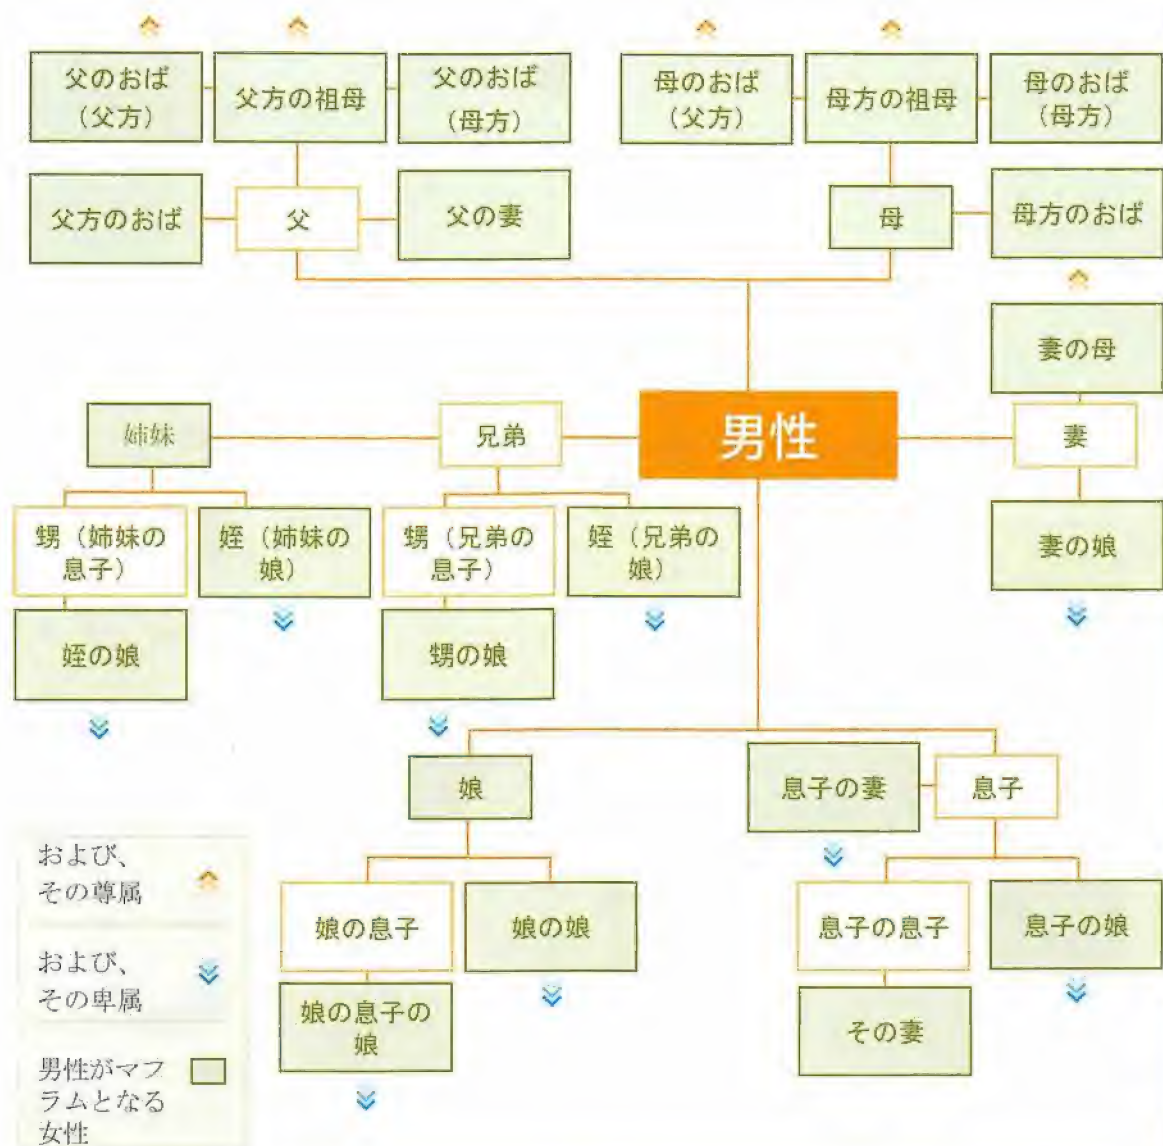 父のおば
（父方）
父方の祖母
父のおば
（母方）
母のおば
（父方）
母方の祖母
母のおば
（母方）
父方のおば
父
父の妻
母
母方のおば
妻の母
姉妹
兄弟
男性
妻
甥（姉妹の
息子）
姪（姉妹の
娘）
甥（兄弟の
息子）
姪（兄弟の
娘）
妻の娘
姪の娘
甥の娘
娘
息子の妻
息子
娘の息子
娘の娘
息子の息子
息子の娘
娘の息子の
娘
その妻
および、
その尊属
および、
その卑属
男性がマフ
ラムとなる
女性